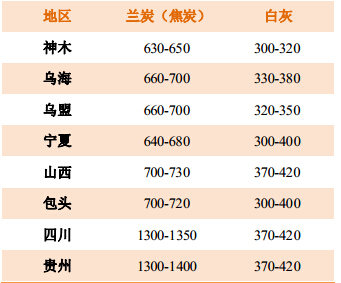 地区 兰炭（焦炭） 白灰
神木 630-650 300-320
乌海 660-700 330-380
乌盟 660-700 320-350
宁夏 640-680 300-400
山西 700-730 370-420
包头 700-720 300-400
四川 1300-1350 370-420
贵州 1300-1400 370-420